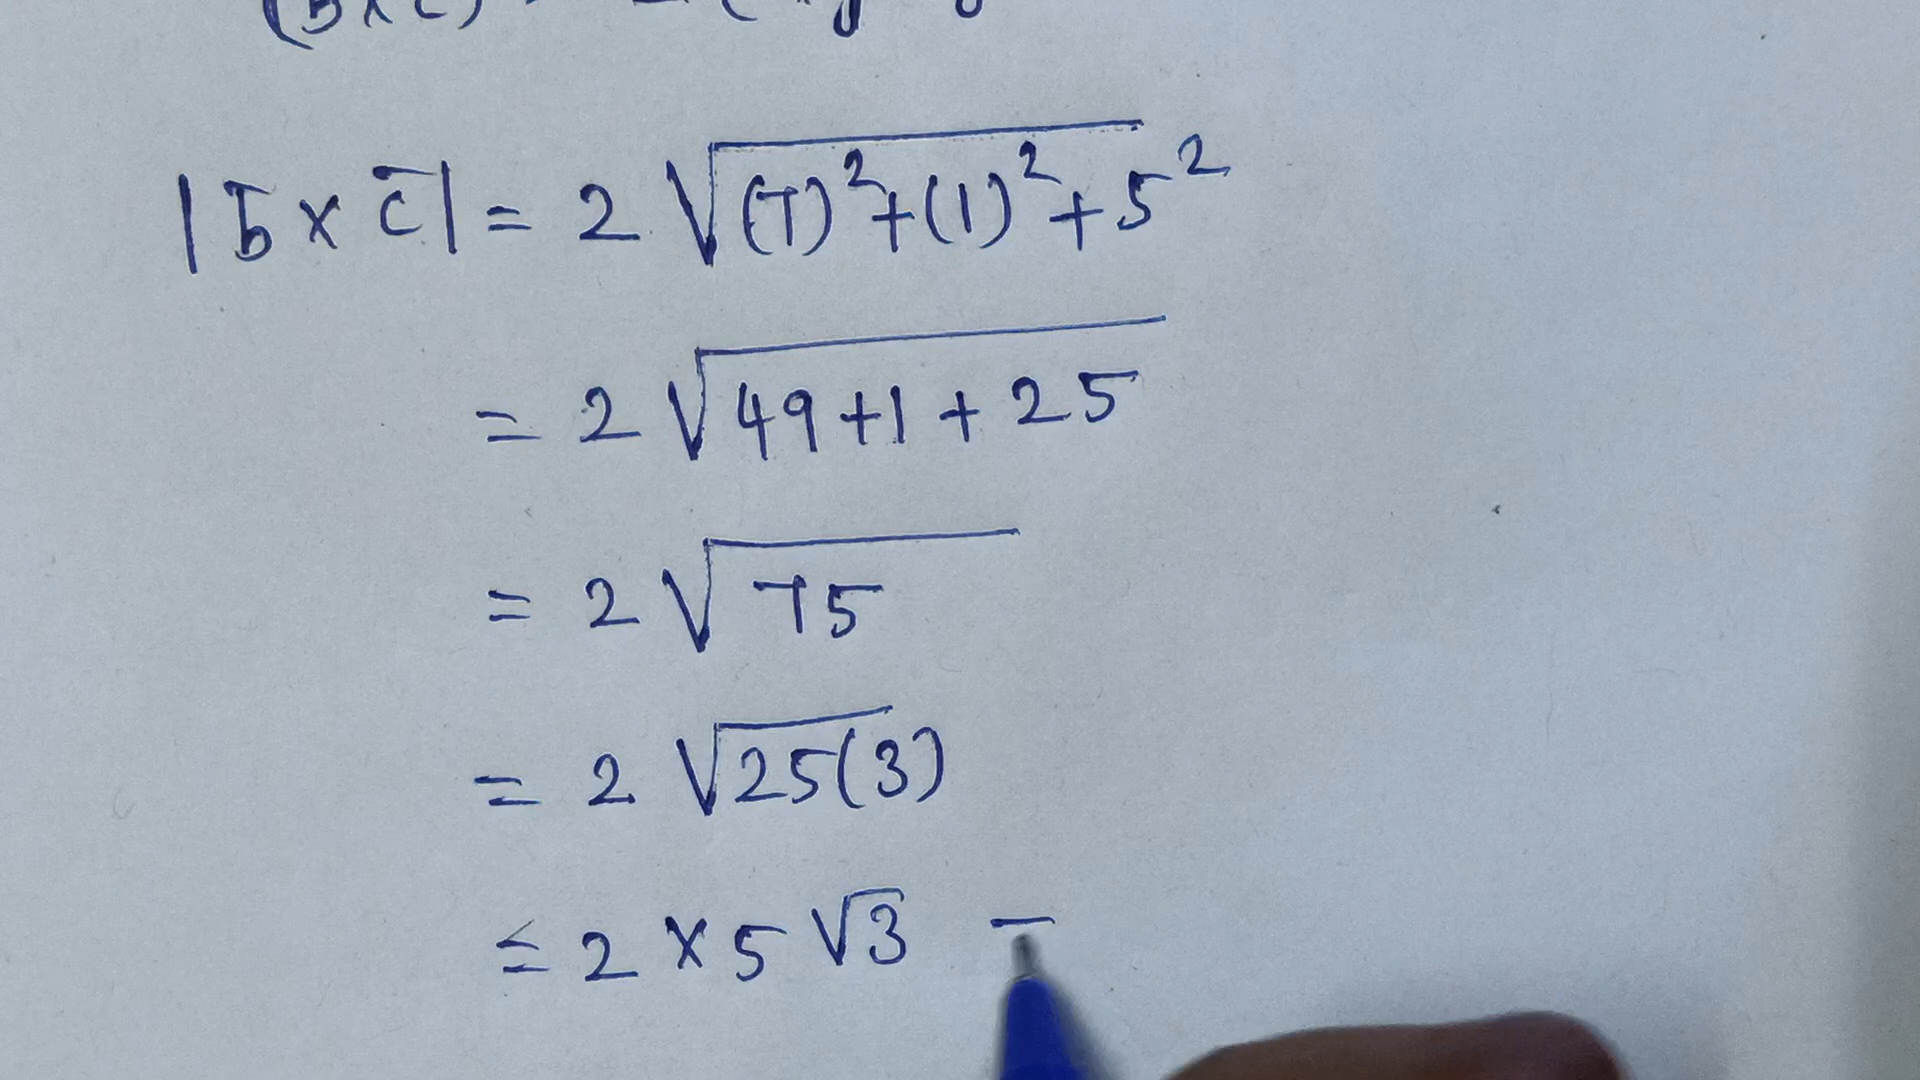 |b̄ × c̄| = 2 √(7)² + (1)² + 5²
= 2 √49 + 1 + 25
= 2 √75
= 2 √25(3)
= 2 × 5 √3 –